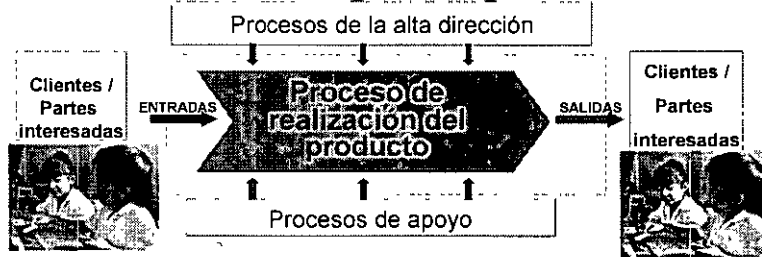 Procesos de la alta dirección
Clientes /
Partes
interesadas
ENTRADAS
Proceso de
realización del
producto
SALIDAS
Clientes /
Partes
interesadas
Procesos de apoyo